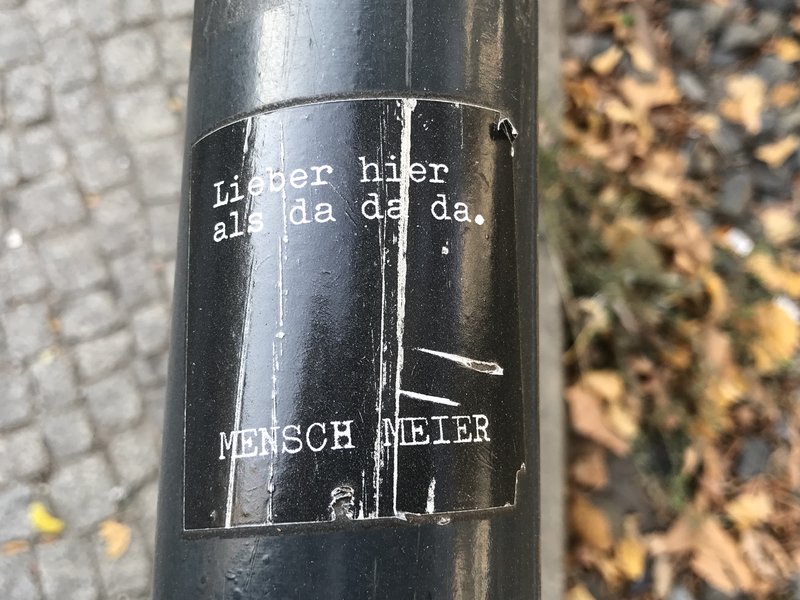 Lieber hier
als da da da.
MENSCH MEIER